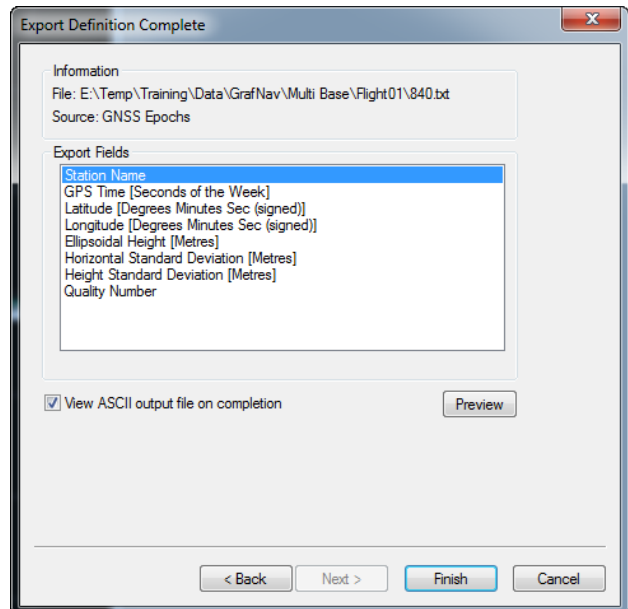 Export Definition Complete
Information
File: E:\Temp\Training\Data\GrafNav\Multi Base\Flight01\840.txt
Source: GNSS Epochs
Export Fields
Station Name
GPS Time [Seconds of the Week]
Latitude [Degrees Minutes Sec (signed)]
Longitude [Degrees Minutes Sec (signed)]
Ellipsoidal Height [Metres]
Horizontal Standard Deviation [Metres]
Height Standard Deviation [Metres]
Quality Number
View ASCII output file on completion
Preview
< Back Next > Finish Cancel